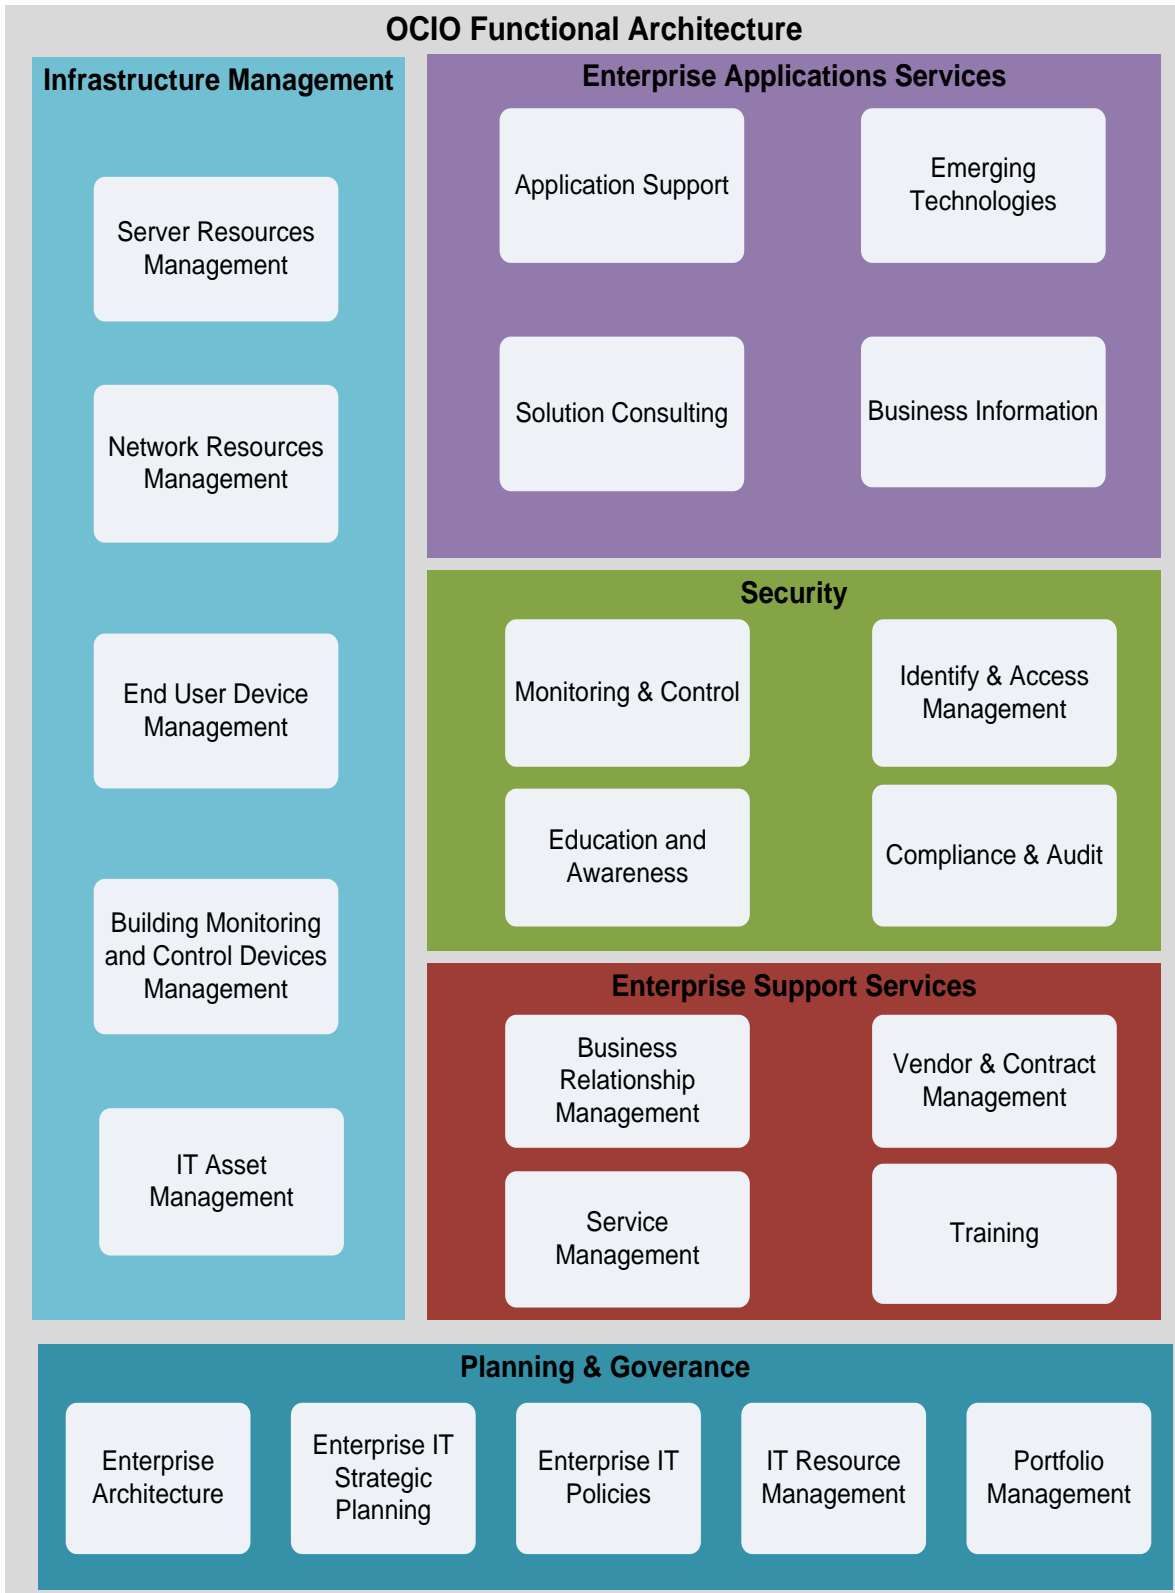 OCIO Functional Architecture
Infrastructure Management
Server Resources
Management
Network Resources
Management
End User Device
Management
Building Monitoring
and Control Devices
Management
IT Asset
Management
Enterprise Applications Services
Application Support
Emerging
Technologies
Solution Consulting
Business Information
Security
Monitoring & Control
Identify & Access
Management
Education and
Awareness
Compliance & Audit
Enterprise Support Services
Business
Relationship
Management
Vendor & Contract
Management
Service
Management
Training
Planning & Goverance
Enterprise
Architecture
Enterprise IT
Strategic
Planning
Enterprise IT
Policies
IT Resource
Management
Portfolio
Management